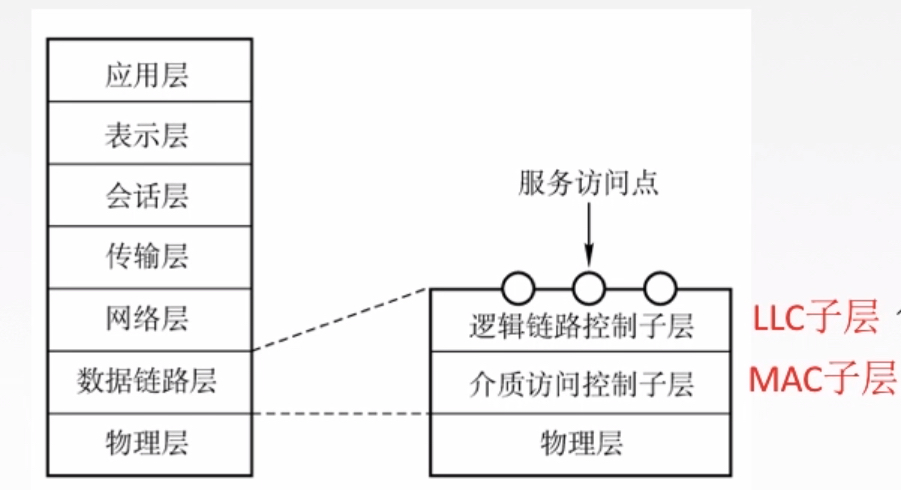 应用层
表示层
会话层
传输层
网络层
数据链路层
物理层
服务访问点
逻辑链路控制子层
介质访问控制子层
物理层
LLC子层
MAC子层